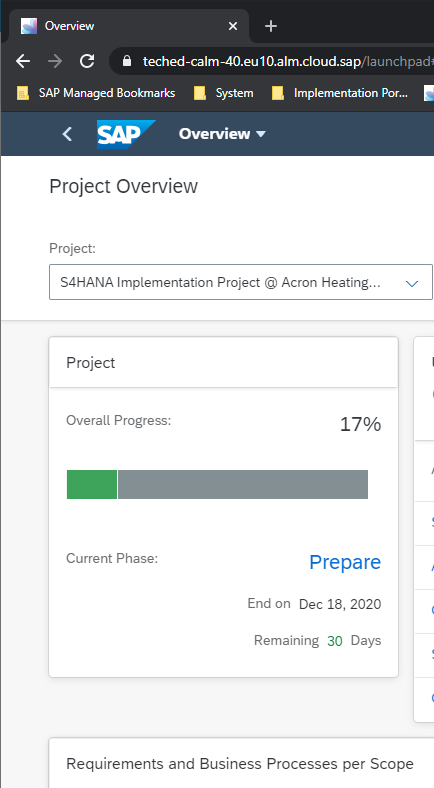 Overview
teched-calm-40.eu10.alm.cloud.sap/launchpad
SAP Managed Bookmarks
System
Implementation Por...
SAP
Overview
Project Overview
Project:
S4HANA Implementation Project @ Acron Heating...
Project
Overall Progress:
17%
Current Phase:
Prepare
End on Dec 18, 2020
Remaining 30 Days
Requirements and Business Processes per Scope